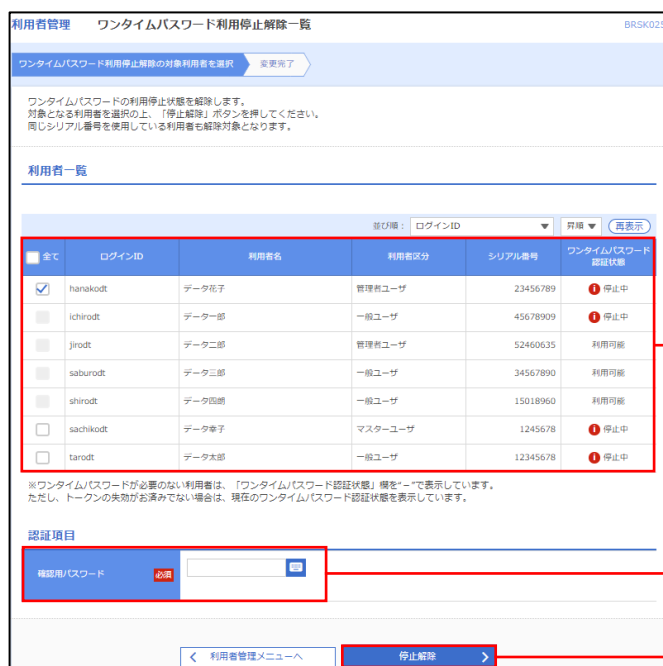 利用者管理 ワンタイムパスワード利用停止解除一覧 BRSK025
ワンタイムパスワード利用停止解除の対象利用者を選択 変更完了
ワンタイムパスワードの利用停止状態を解除します。
対象となる利用者を選択の上、「停止解除」ボタンを押してください。
同じシリアル番号を使用している利用者も解除対象となります。
利用者一覧
並び順： ログインID ▼ 昇順 ▼ 再表示
全て ログインID 利用者名 利用者区分 シリアル番号 ワンタイムパスワード
認証状態
hanakodt データ花子 管理者ユーザ 23456789 停止中
ichirodt データ一郎 一般ユーザ 45678909 停止中
jirodt データ二郎 管理者ユーザ 52460635 利用可能
saburodt データ三郎 一般ユーザ 34567890 利用可能
shirodt データ四朗 一般ユーザ 15018960 利用可能
sachikodt データ幸子 マスターユーザ 1245678 停止中
tarodt データ太郎 一般ユーザ 12345678 停止中
※ワンタイムパスワードが必要のない利用者は、「ワンタイムパスワード認証状態」欄を"－"で表示しています。
ただし、トークンの失効がお済みでない場合は、現在のワンタイムパスワード認証状態を表示しています。
認証項目
確認用パスワード 必須
利用者管理メニューへ 停止解除